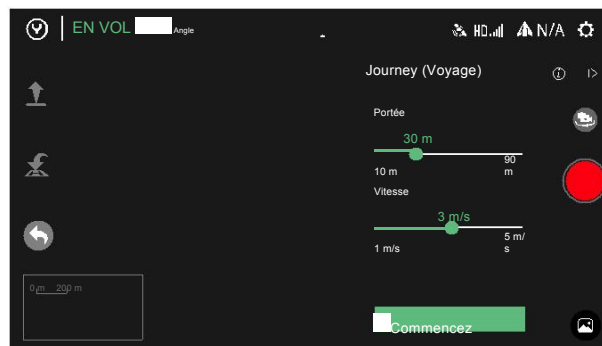 EN VOL Angle HD N/A
Journey (Voyage)
Portée
30 m
90
10 m m
Vitesse
3 m/s
5 m/
1 m/s s
0 m 200 m
Commencez